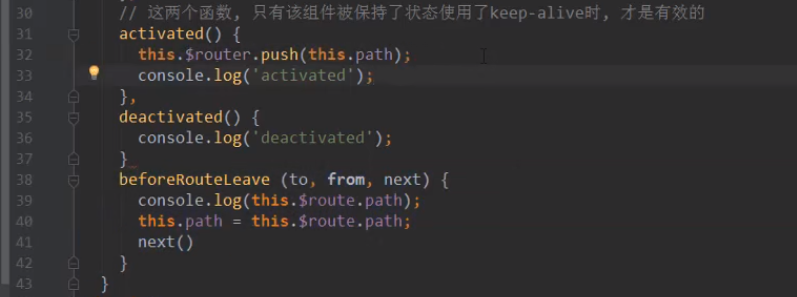 30 // 这两个函数, 只有该组件被保持了状态使用了keep-alive时, 才是有效的
31 activated() {
32 this.$router.push(this.path);
33 console.log('activated');
34 },
35 deactivated() {
36 console.log('deactivated');
37 }
38 beforeRouteLeave (to, from, next) {
39 console.log(this.$route.path);
40 this.path = this.$route.path;
41 next()
42 }
43 }